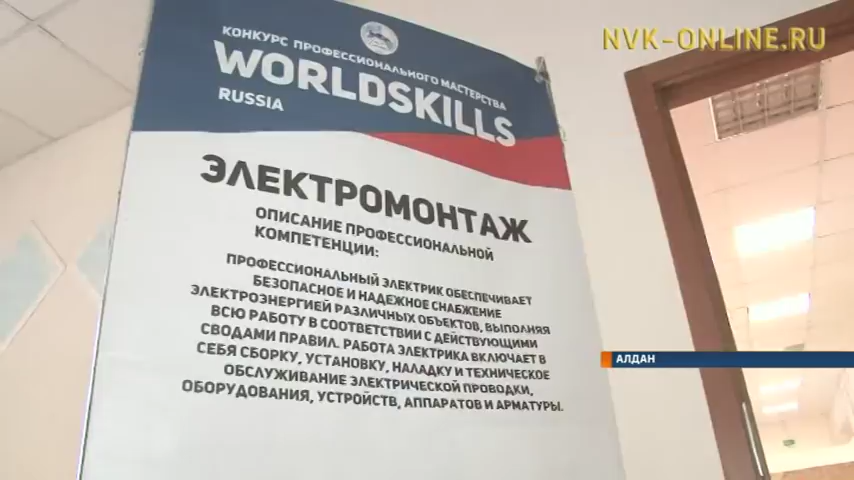 NVK-ONLINE.RU
КОНКУРС ПРОФЕССИОНАЛЬНОГО МАСТЕРСТВА
WORLDSKILLS
RUSSIA
ЭЛЕКТРОМОНТАЖ
ОПИСАНИЕ ПРОФЕССИОНАЛЬНОЙ
КОМПЕТЕНЦИИ:
ПРОФЕССИОНАЛЬНЫЙ ЭЛЕКТРИК ОБЕСПЕЧИВАЕТ
БЕЗОПАСНОЕ И НАДЕЖНОЕ СНАБЖЕНИЕ
ЭЛЕКТРОЭНЕРГИЕЙ РАЗЛИЧНЫХ ОБЪЕКТОВ, ВЫПОЛНЯЯ
ВСЮ РАБОТУ В СООТВЕТСТВИИ С ДЕЙСТВУЮЩИМИ
СВОДАМИ ПРАВИЛ. РАБОТА ЭЛЕКТРИКА ВКЛЮЧАЕТ В
СЕБЯ СБОРКУ, УСТАНОВКУ, НАЛАДКУ И ТЕХНИЧЕСКОЕ
ОБСЛУЖИВАНИЕ ЭЛЕКТРИЧЕСКОЙ ПРОВОДКИ,
ОБОРУДОВАНИЯ, УСТРОЙСТВ, АППАРАТОВ И АРМАТУРЫ.
АЛДАН